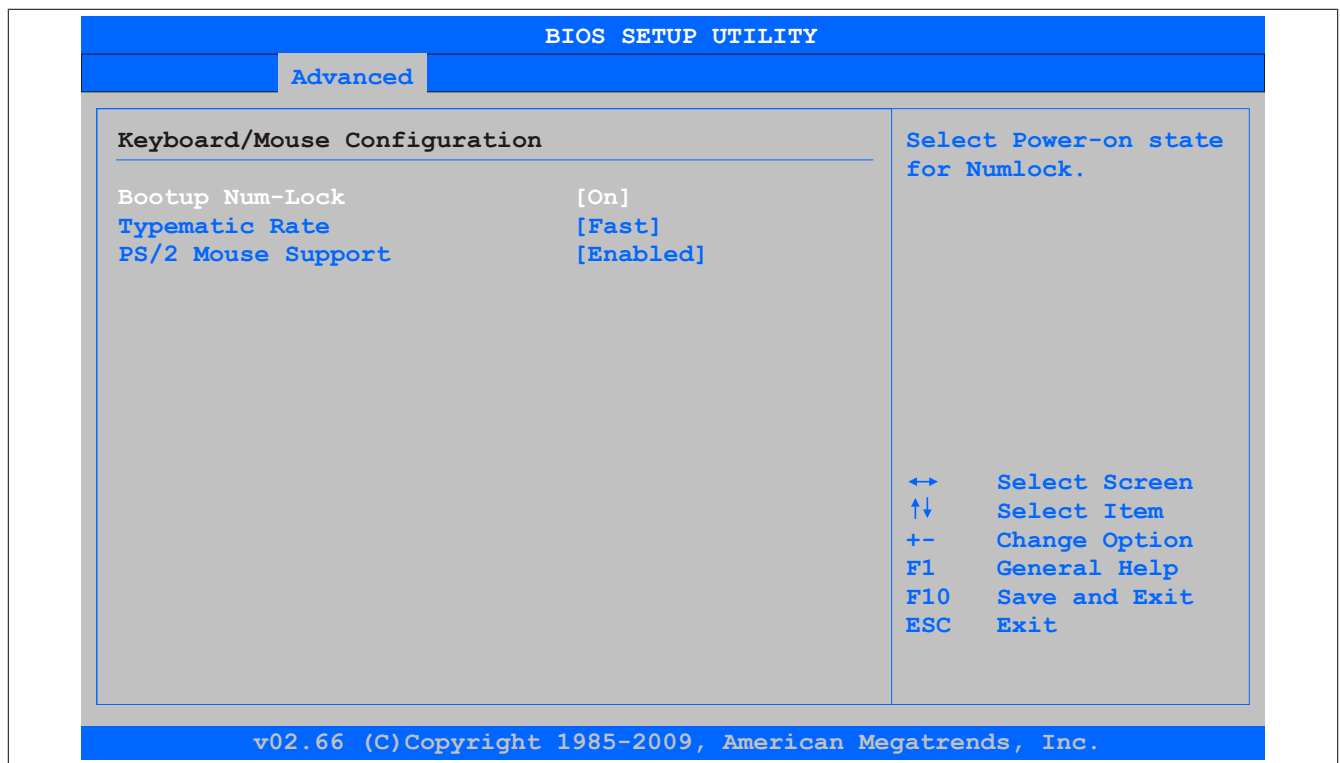 BIOS SETUP UTILITY
Advanced
Keyboard/Mouse Configuration
Bootup Num-Lock [On]
Typematic Rate [Fast]
PS/2 Mouse Support [Enabled]
Select Power-on state
for Numlock.
↔ Select Screen
↑↓ Select Item
+- Change Option
F1 General Help
F10 Save and Exit
ESC Exit
v02.66 (C)Copyright 1985-2009, American Megatrends, Inc.